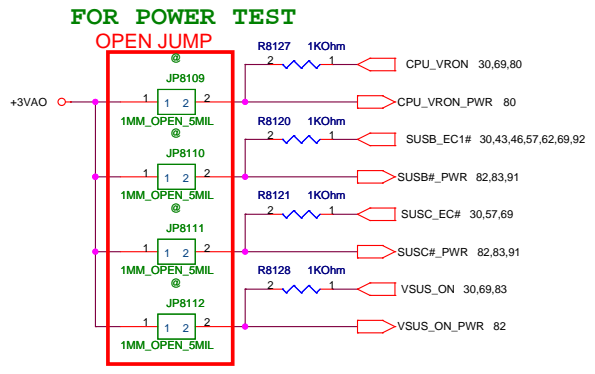 FOR POWER TEST
OPEN JUMP
@
R8127 1KOhm
2 1 CPU_VRON 30,69,80
JP8109
+3VAO 1 1 2 2 CPU_VRON_PWR 80
1MM_OPEN_5MIL
R8120 1KOhm
@
2 1 SUSB_EC1# 30,43,46,57,62,69,92
JP8110
1 1 2 2 SUSB#_PWR 82,83,91
1MM_OPEN_5MIL
R8121 1KOhm
@
2 1 SUSC_EC# 30,57,69
JP8111
1 1 2 2 SUSC#_PWR 82,83,91
1MM_OPEN_5MIL
R8128 1KOhm
@
2 1 VSUS_ON 30,69,83
JP8112
1 1 2 2 VSUS_ON_PWR 82
1MM_OPEN_5MIL